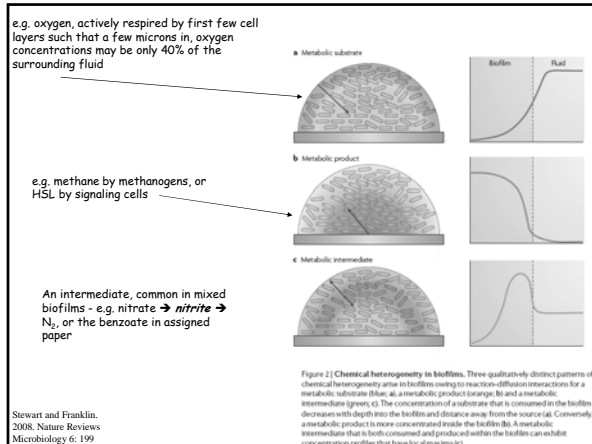 e.g. oxygen, actively respired by first few cell
layers such that a few microns in, oxygen
concentrations may be only 40% of the
surrounding fluid
a Metabolic substrate
Biofilm
Fluid
b Metabolic product
e.g. methane by methanogens, or
HSL by signaling cells
c Metabolic intermediate
An intermediate, common in mixed
biofilms - e.g. nitrate → nitrite →
N₂, or the benzoate in assigned
paper
Figure 2 | Chemical heterogeneity in biofilms. Three qualitatively distinct patterns of
chemical heterogeneity arise in biofilms owing to reaction–diffusion interactions for a
metabolic substrate (blue; a), a metabolic product (orange; b) and a metabolic
intermediate (green; c). The concentration of a substrate that is consumed in the biofilm
decreases with depth into the biofilm and distance away from the source (a). Conversely,
a metabolic product is more concentrated inside the biofilm (b). A metabolic
intermediate that is both consumed and produced within the biofilm can exhibit
concentration profiles that have local maxima (c).
Stewart and Franklin.
2008. Nature Reviews
Microbiology 6: 199